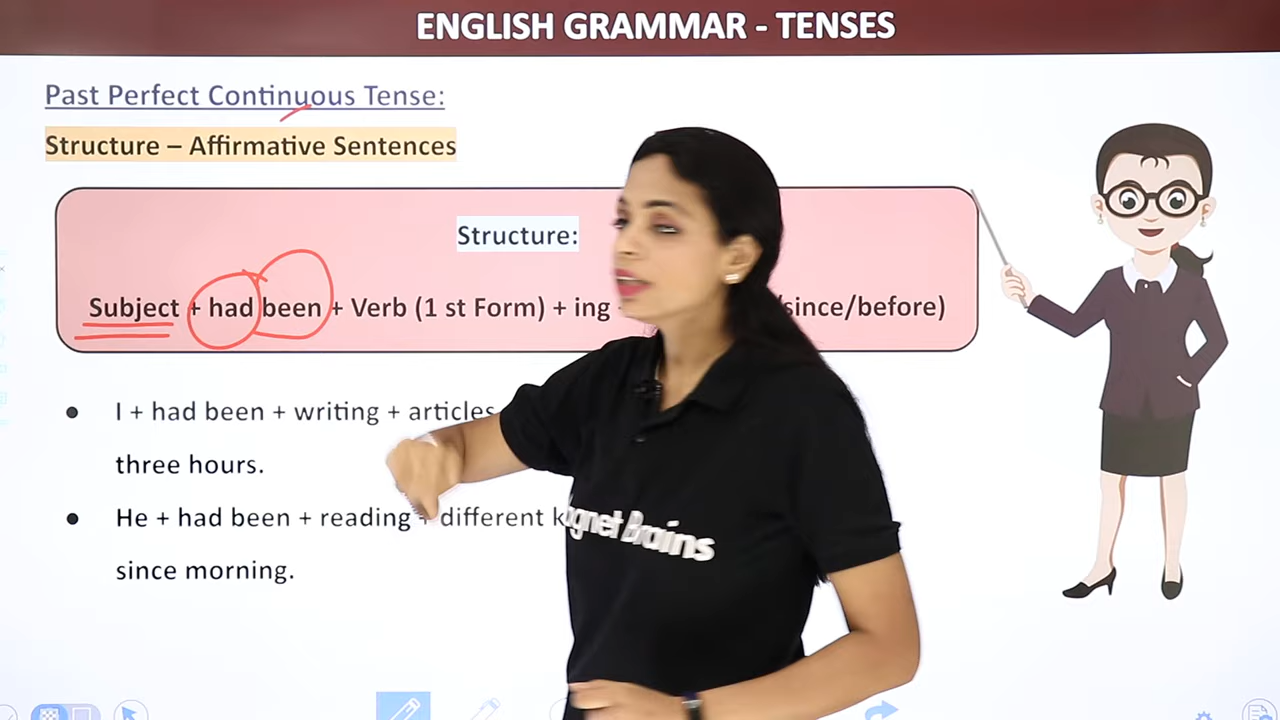 ENGLISH GRAMMAR - TENSES
Past Perfect Continuous Tense:
Structure – Affirmative Sentences
Structure:
Subject + had been + Verb (1 st Form) + ing /since/before)
● I + had been + writing + articles
three hours.
● He + had been + reading + different
since morning.
Brains